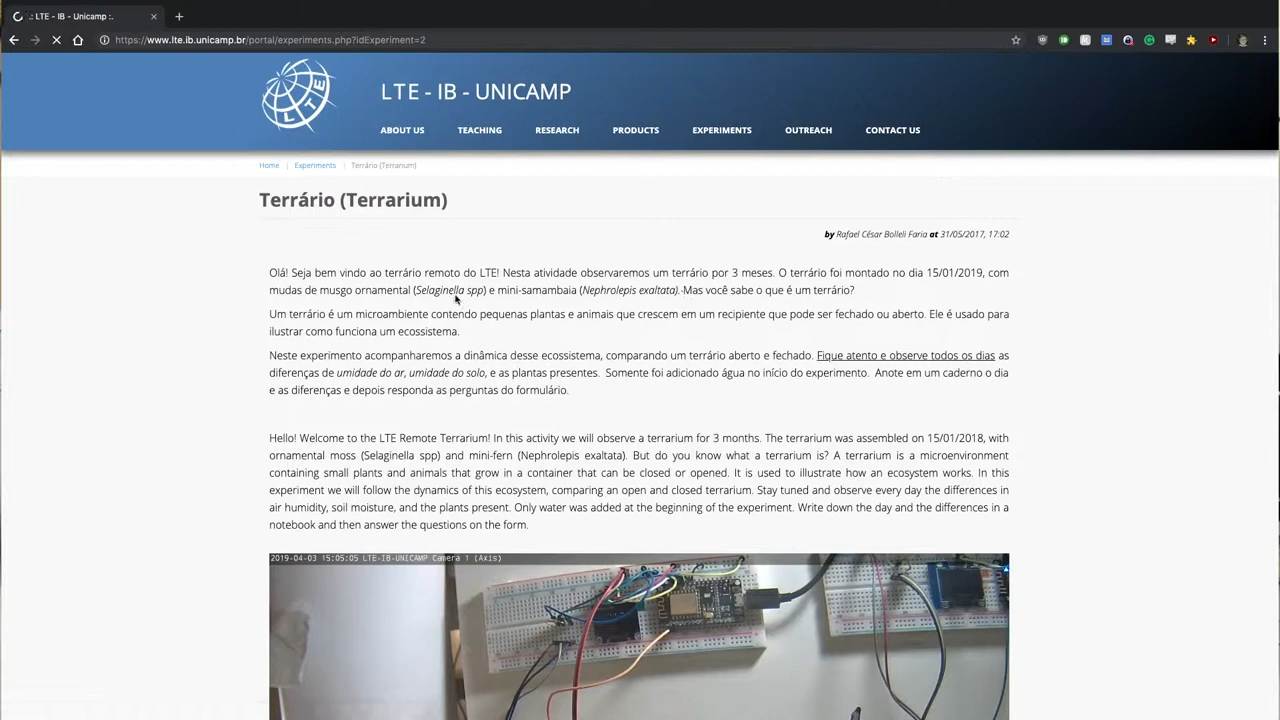 .: LTE - IB - Unicamp :.
https://www.lte.ib.unicamp.br/portal/experiments.php?idExperiment=2
LTE
LTE - IB - UNICAMP
ABOUT US TEACHING RESEARCH PRODUCTS EXPERIMENTS OUTREACH CONTACT US
Home | Experiments | Terrário (Terrarium)
Terrário (Terrarium)
by Rafael César Bolleli Faria at 31/05/2017, 17:02
Olá! Seja bem vindo ao terrário remoto do LTE! Nesta atividade observaremos um terrário por 3 meses. O terrário foi montado no dia 15/01/2019, com
mudas de musgo ornamental (Selaginella spp) e mini-samambaia (Nephrolepis exaltata). Mas você sabe o que é um terrário?
Um terrário é um microambiente contendo pequenas plantas e animais que crescem em um recipiente que pode ser fechado ou aberto. Ele é usado para
ilustrar como funciona um ecossistema.
Neste experimento acompanharemos a dinâmica desse ecossistema, comparando um terrário aberto e fechado. Fique atento e observe todos os dias as
diferenças de umidade do ar, umidade do solo, e as plantas presentes. Somente foi adicionado água no início do experimento. Anote em um caderno o dia
e as diferenças e depois responda as perguntas do formulário.
Hello! Welcome to the LTE Remote Terrarium! In this activity we will observe a terrarium for 3 months. The terrarium was assembled on 15/01/2018, with
ornamental moss (Selaginella spp) and mini-fern (Nephrolepis exaltata). But do you know what a terrarium is? A terrarium is a microenvironment
containing small plants and animals that grow in a container that can be closed or opened. It is used to illustrate how an ecosystem works. In this
experiment we will follow the dynamics of this ecosystem, comparing an open and closed terrarium. Stay tuned and observe every day the differences in
air humidity, soil moisture, and the plants present. Only water was added at the beginning of the experiment. Write down the day and the differences in a
notebook and then answer the questions on the form.
2019-04-03 15:05:05 LTE-IB-UNICAMP Camera 1 (Axis)